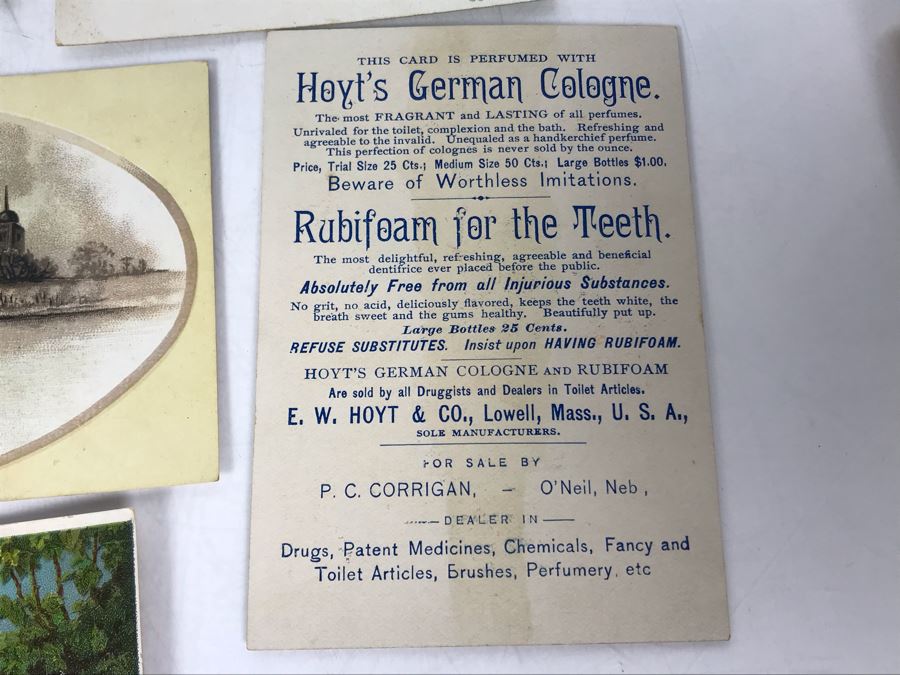 THIS CARD IS PERFUMED WITH
Hoyt's German Cologne.
The most FRAGRANT and LASTING of all perfumes.
Unrivaled for the toilet, complexion and the bath. Refreshing and
agreeable to the invalid. Unequaled as a handkerchief perfume.
This perfection of colognes is never sold by the ounce.
Price, Trial Size 25 Cts.; Medium Size 50 Cts.; Large Bottles $1.00.
Beware of Worthless Imitations.
Rubifoam for the Teeth.
The most delightful, refreshing, agreeable and beneficial
dentifrice ever placed before the public.
Absolutely Free from all Injurious Substances.
No grit, no acid, deliciously flavored, keeps the teeth white, the
breath sweet and the gums healthy. Beautifully put up.
Large Bottles 25 Cents.
REFUSE SUBSTITUTES. Insist upon HAVING RUBIFOAM.
HOYT'S GERMAN COLOGNE AND RUBIFOAM
Are sold by all Druggists and Dealers in Toilet Articles.
E. W. HOYT & CO., Lowell, Mass., U. S. A.,
SOLE MANUFACTURERS.
FOR SALE BY
P. C. CORRIGAN, – O'Neil, Neb,
DEALER IN
Drugs, Patent Medicines, Chemicals, Fancy and
Toilet Articles, Brushes, Perfumery, etc